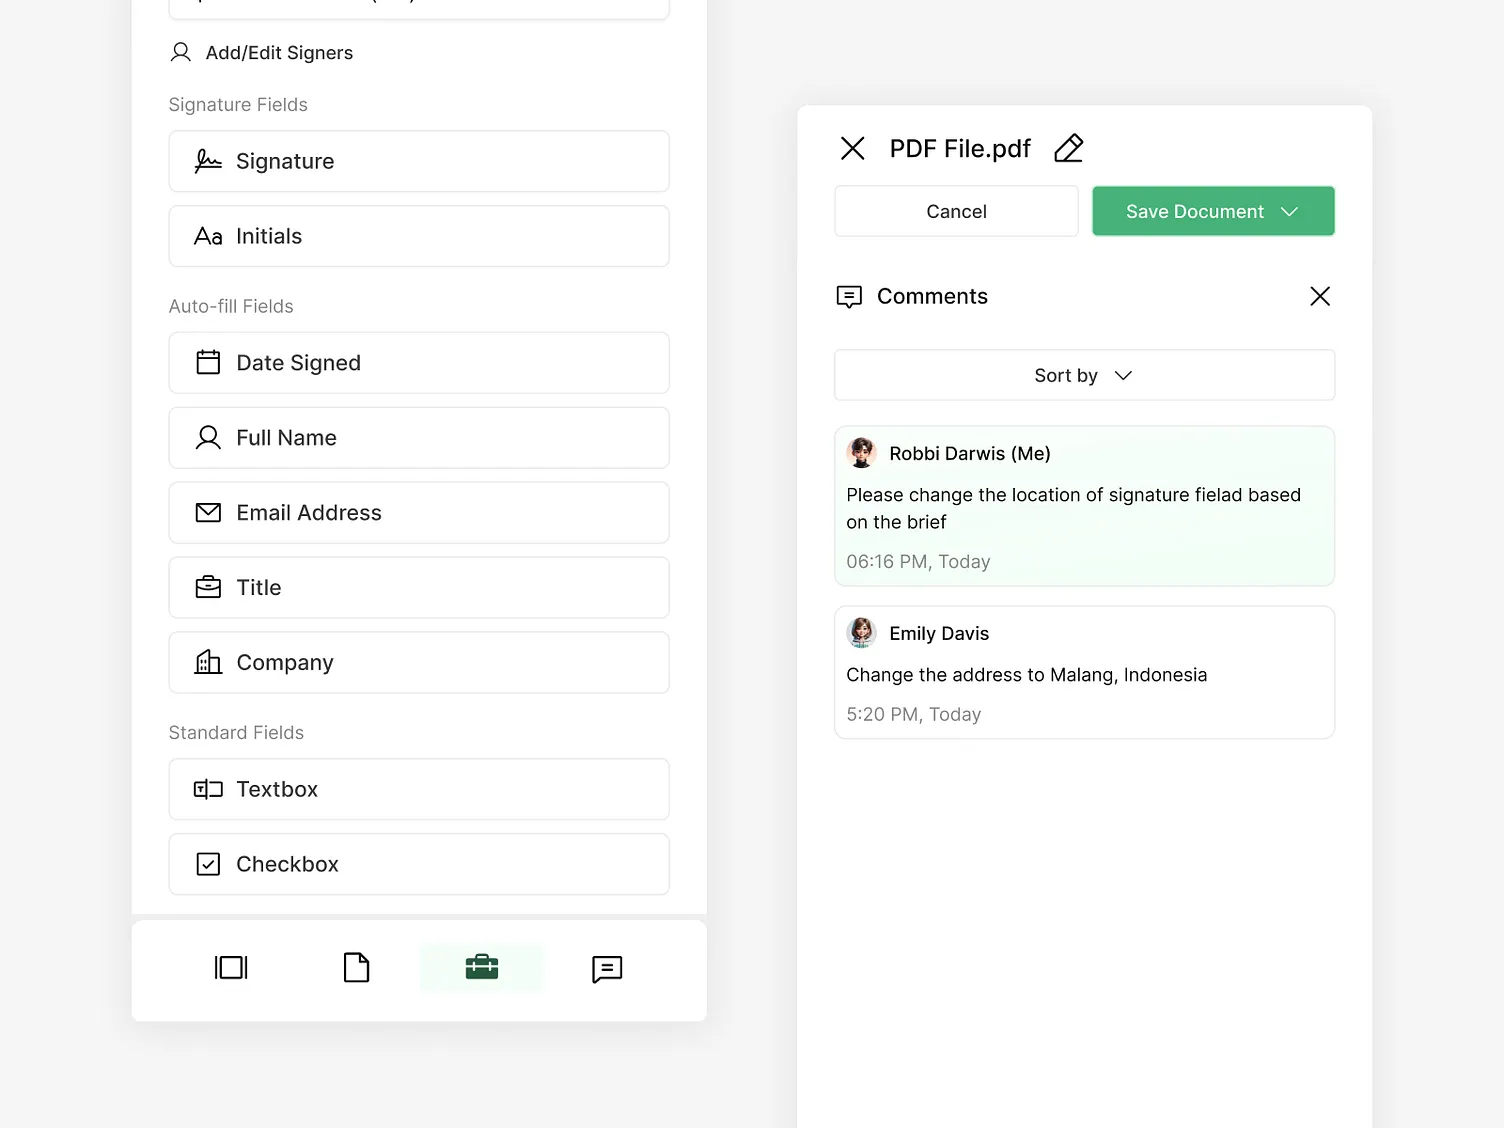 Add/Edit Signers
Signature Fields
Signature
Aa Initials
Auto-fill Fields
Date Signed
Full Name
Email Address
Title
Company
Standard Fields
Textbox
Checkbox
PDF File.pdf
Cancel
Save Document
Comments
Sort by
Robbi Darwis (Me)
Please change the location of signature fielad based
on the brief
06:16 PM, Today
Emily Davis
Change the address to Malang, Indonesia
5:20 PM, Today